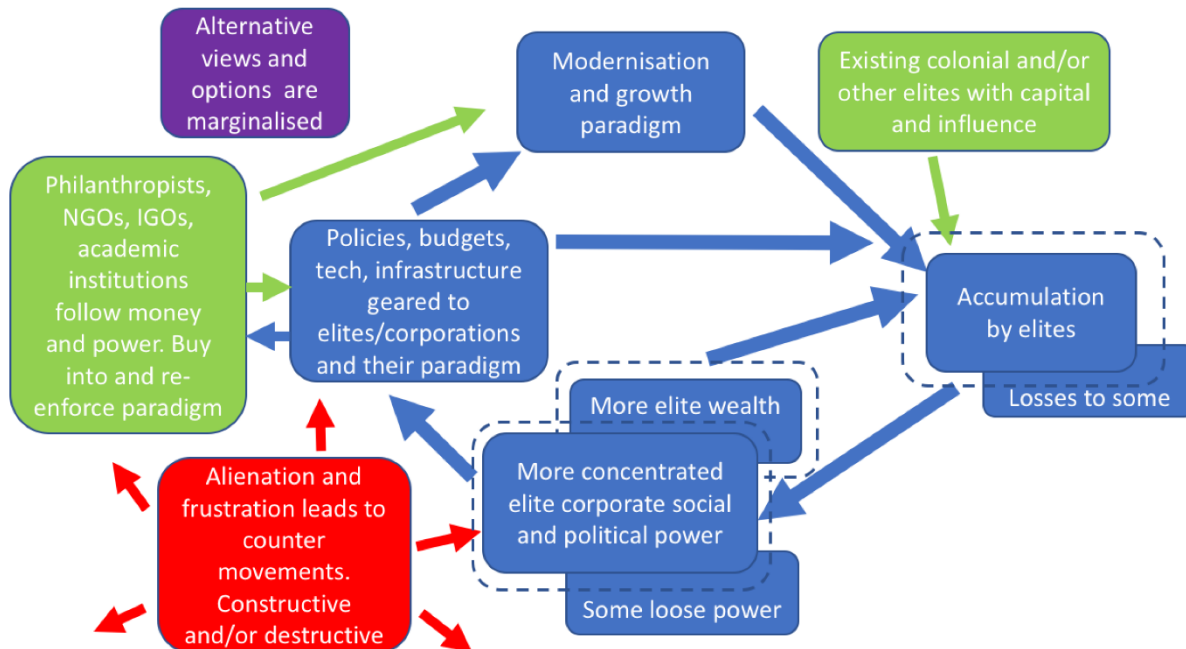 Alternative
views and
options are
marginalised
Modernisation
and growth
paradigm
Existing colonial and/or
other elites with capital
and influence
Philanthropists,
NGOs, IGOs,
academic
institutions
follow money
and power. Buy
into and re-
enforce paradigm
Policies, budgets,
tech, infrastructure
geared to
elites/corporations
and their paradigm
Accumulation
by elites
Losses to some
More elite wealth
More concentrated
elite corporate social
and political power
Some loose power
Alienation and
frustration leads to
counter
movements.
Constructive
and/or destructive